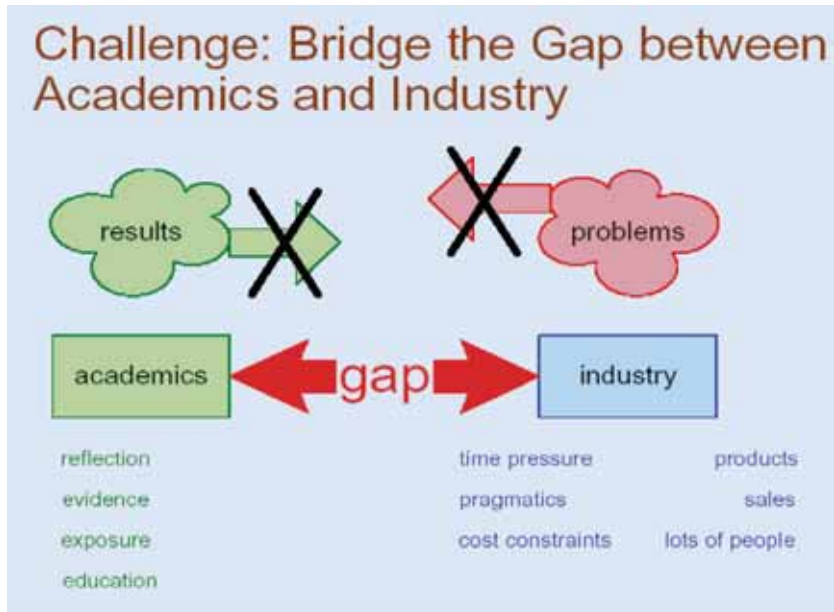 Challenge: Bridge the Gap between
Academics and Industry
results
problems
academics
gap
industry
reflection
evidence
exposure
education
time pressure
pragmatics
cost constraints
products
sales
lots of people